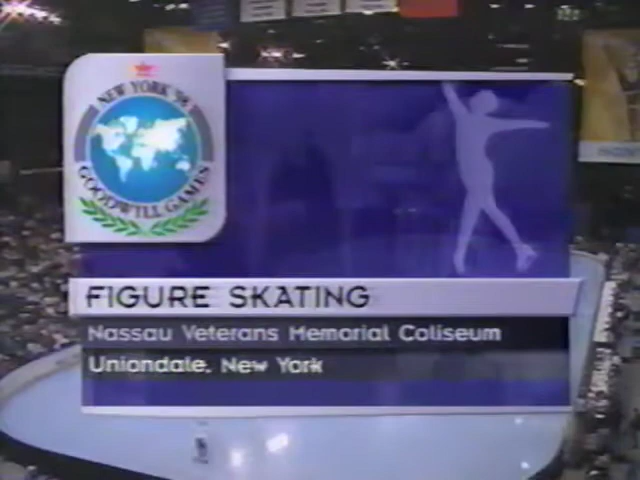 NEW YORK '98
GOODWILL GAMES
FIGURE SKATING
Nassau Veterans Memorial Coliseum
Uniondale, New York